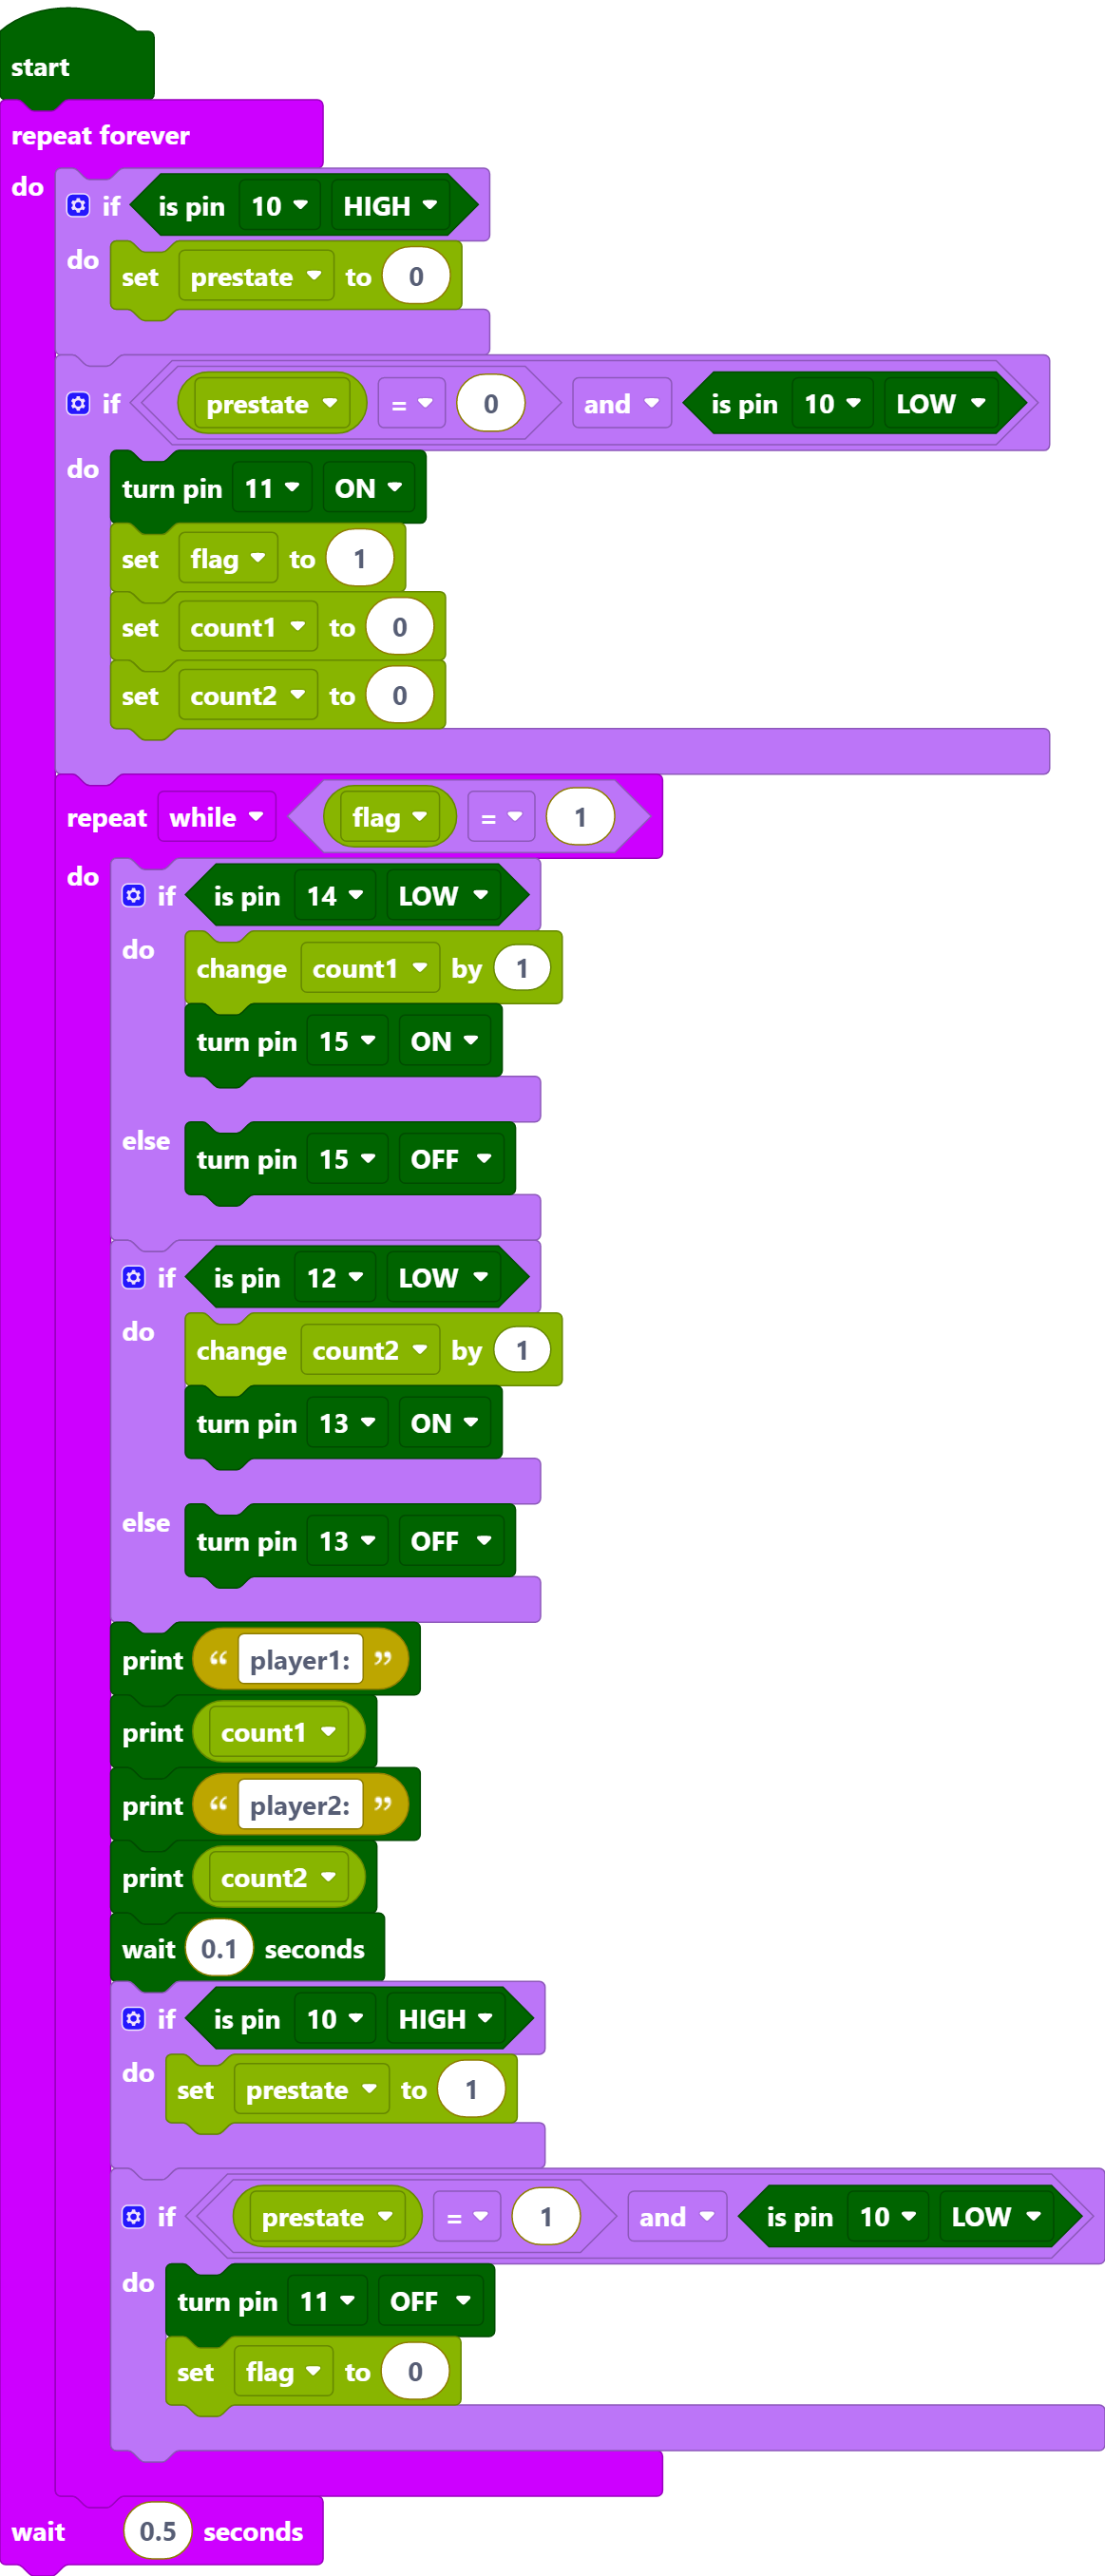 start
repeat forever
do
if is pin 10 HIGH
do
set prestate to 0
if prestate = 0 and is pin 10 LOW
do
turn pin 11 ON
set flag to 1
set count1 to 0
set count2 to 0
repeat while flag = 1
do
if is pin 14 LOW
do
change count1 by 1
turn pin 15 ON
else
turn pin 15 OFF
if is pin 12 LOW
do
change count2 by 1
turn pin 13 ON
else
turn pin 13 OFF
print “ player1: ”
print count1
print “ player2: ”
print count2
wait 0.1 seconds
if is pin 10 HIGH
do
set prestate to 1
if prestate = 1 and is pin 10 LOW
do
turn pin 11 OFF
set flag to 0
wait 0.5 seconds